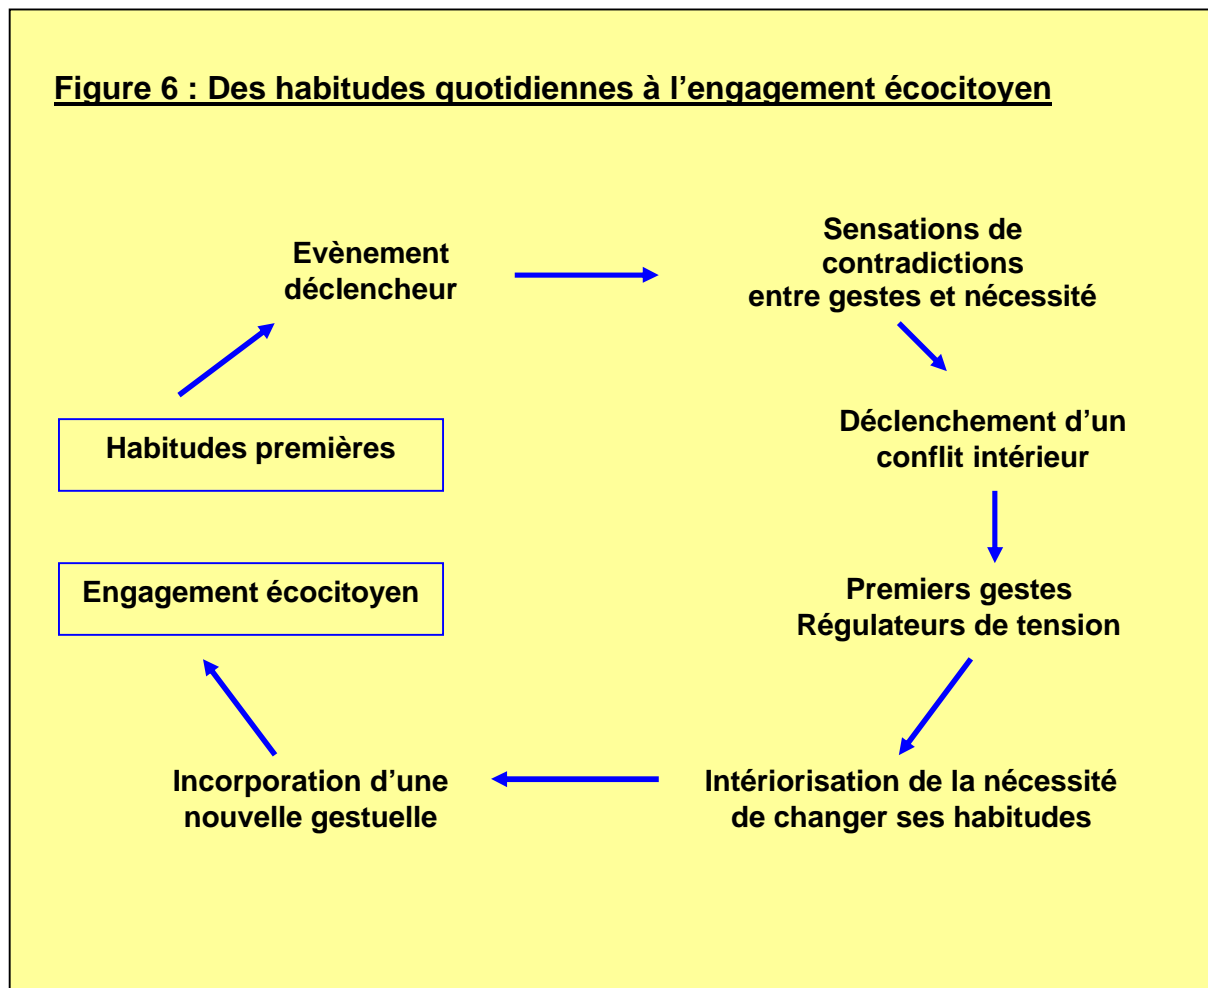 Figure 6 : Des habitudes quotidiennes à l’engagement écocitoyen
Evènement
déclencheur
Sensations de
contradictions
entre gestes et nécessité
Habitudes premières
Déclenchement d’un
conflit intérieur
Engagement écocitoyen
Premiers gestes
Régulateurs de tension
Incorporation d’une
nouvelle gestuelle
Intériorisation de la nécessité
de changer ses habitudes